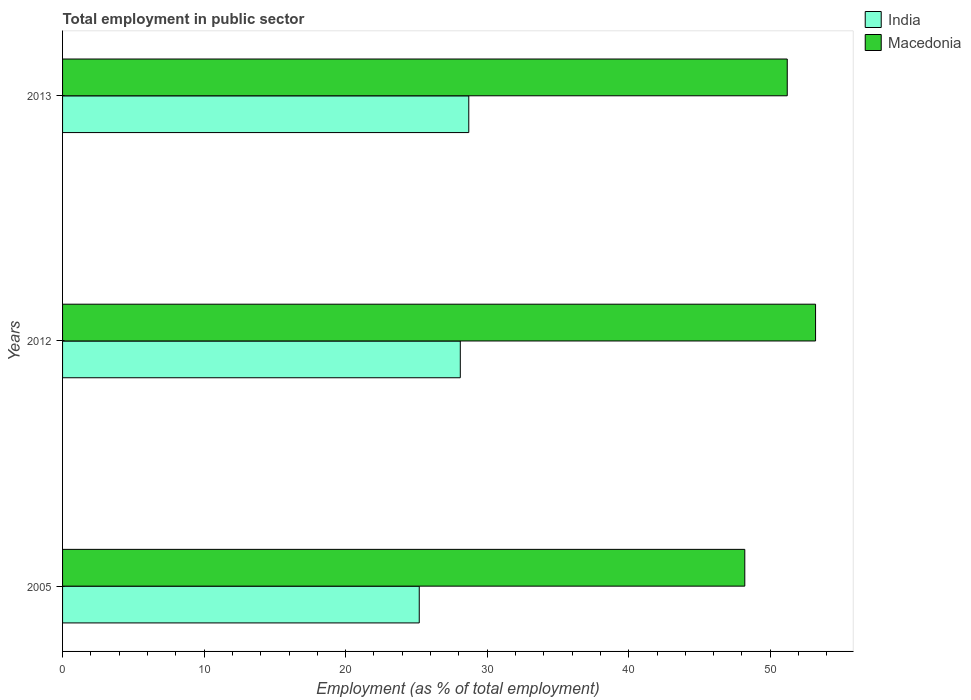 Total employment in public sector
India
Macedonia
2013
2012
2005
Years
0
10
20
30
40
50
Employment (as % of total employment)